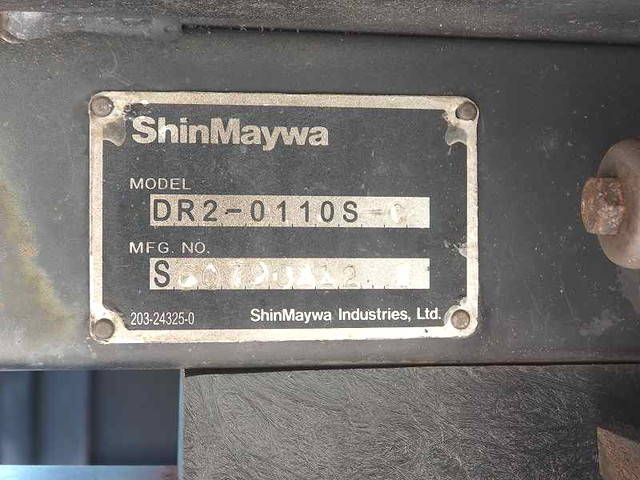 ShinMaywa
MODEL
DR2-0110S
MFG. NO.
203-24325-0 ShinMaywa Industries, Ltd.